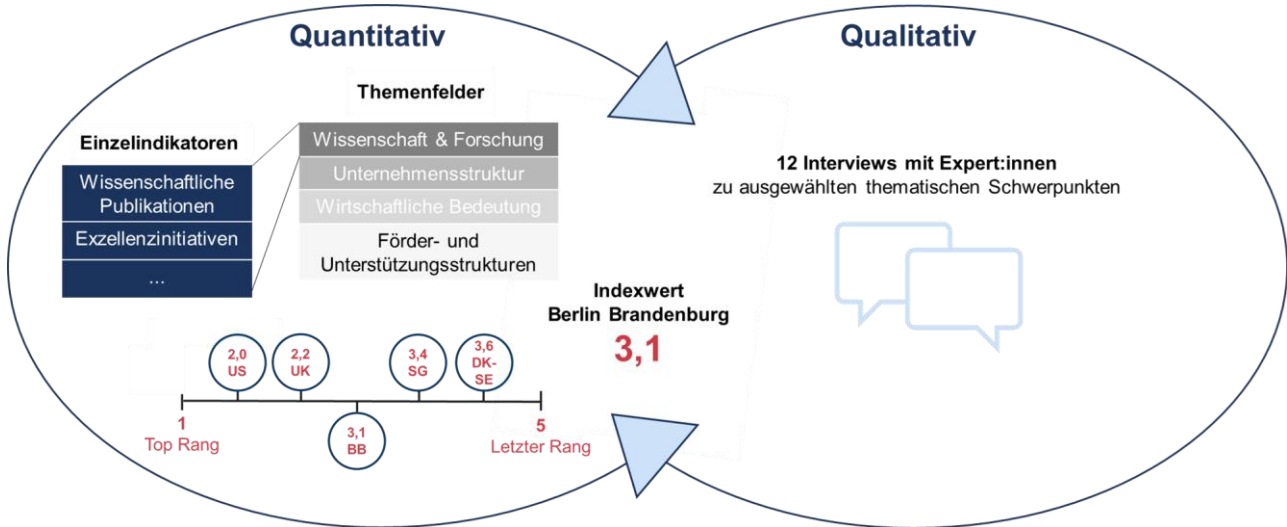 Quantitativ
Themenfelder
Einzelindikatoren
Wissenschaftliche
Publikationen
Exzellenzinitiativen
...
Wissenschaft & Forschung
Unternehmensstruktur
Wirtschaftliche Bedeutung
Förder- und
Unterstützungsstrukturen
2,0
US
2,2
UK
3,1
BB
3,4
SG
3,6
DK-
SE
1
Top Rang
5
Letzter Rang
Indexwert
Berlin Brandenburg
3,1
Qualitativ
12 Interviews mit Expert:innen
zu ausgewählten thematischen Schwerpunkten